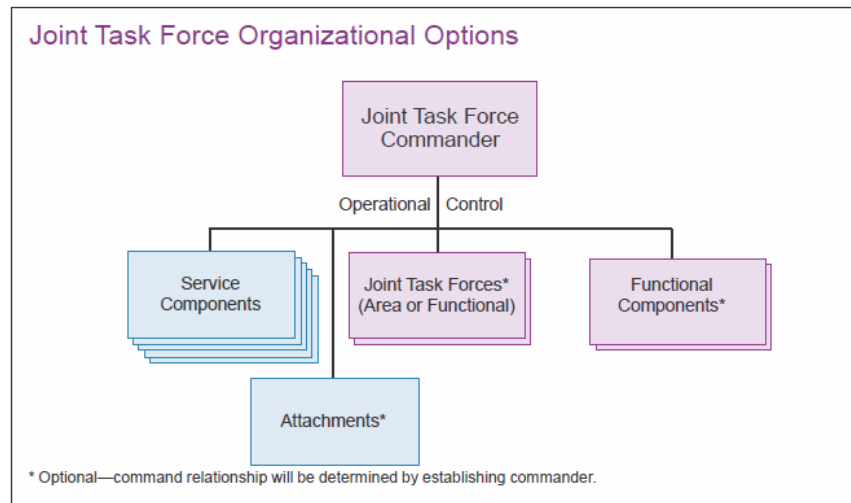 Joint Task Force Organizational Options
Joint Task Force
Commander
Operational Control
Service
Components
Joint Task Forces*
(Area or Functional)
Functional
Components*
Attachments*
* Optional—command relationship will be determined by establishing commander.